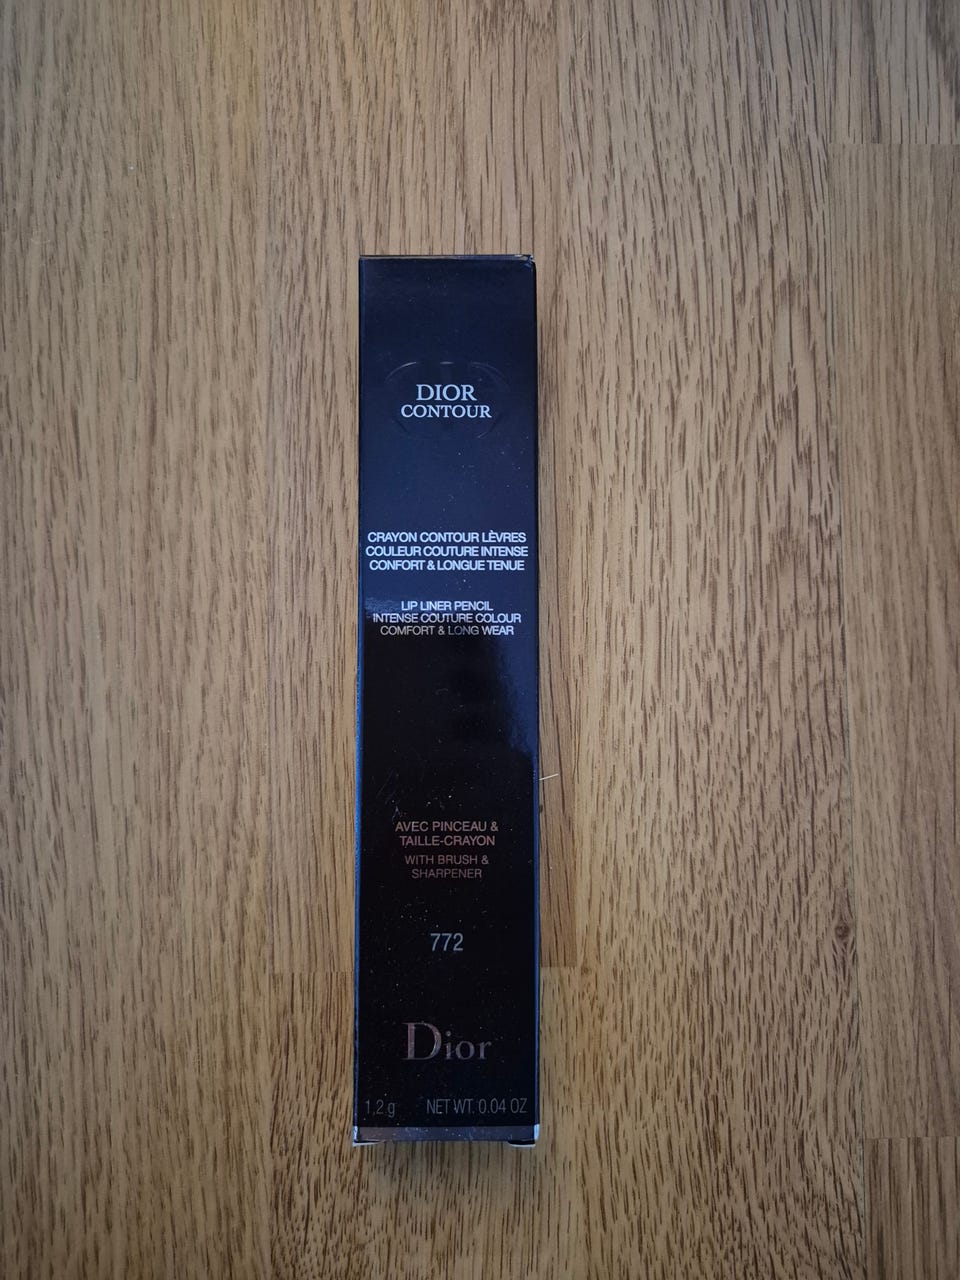 DIOR
CONTOUR
CRAYON CONTOUR LÈVRES
COULEUR COUTURE INTENSE
CONFORT & LONGUE TENUE
LIP LINER PENCIL
INTENSE COUTURE COLOUR
COMFORT & LONG WEAR
AVEC PINCEAU &
TAILLE-CRAYON
WITH BRUSH &
SHARPENER
772
Dior
1,2 g NET WT. 0.04 OZ